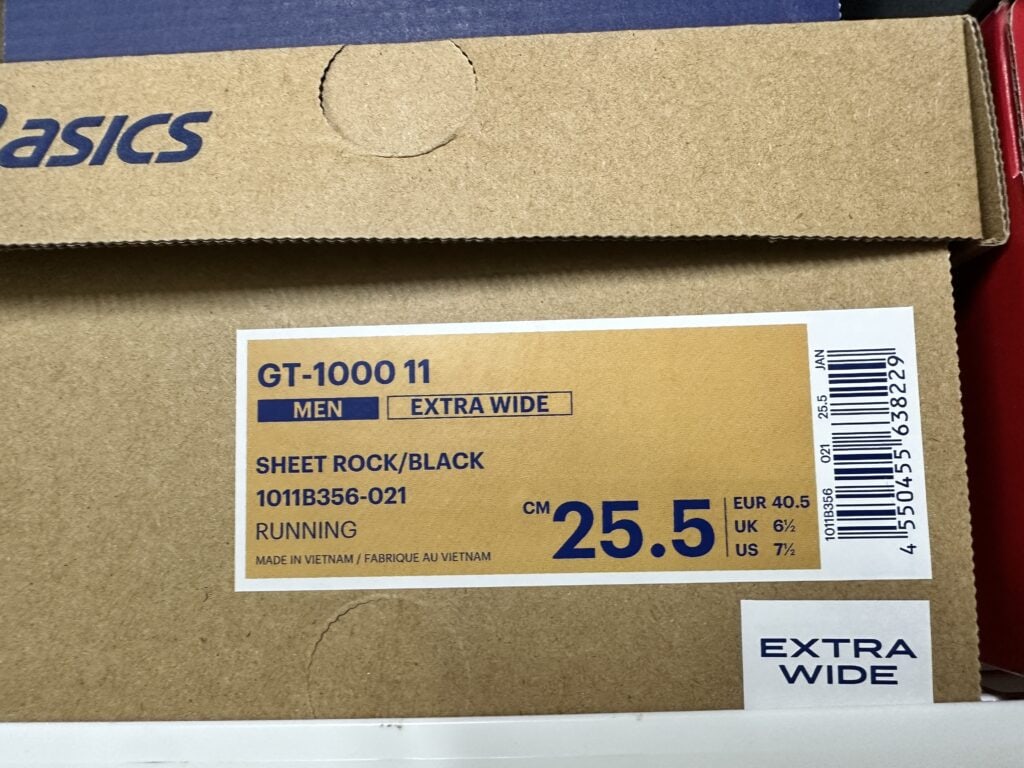 asics
GT-1000 11
MEN
EXTRA WIDE
SHEET ROCK/BLACK
1011B356-021
RUNNING
MADE IN VIETNAM / FABRIQUE AU VIETNAM
CM 25.5
EUR 40.5
UK 6½
US 7½
1011B356 021 25.5 JAN
4 550455 638229
EXTRA
WIDE